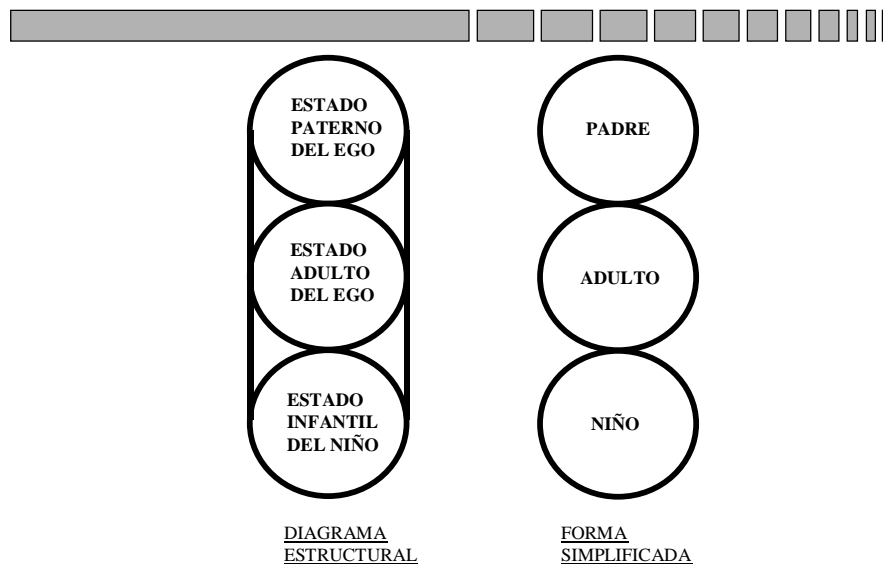 ESTADO
PATERNO
DEL EGO
PADRE
ESTADO
ADULTO
DEL EGO
ADULTO
ESTADO
INFANTIL
DEL NIÑO
NIÑO
DIAGRAMA
ESTRUCTURAL
FORMA
SIMPLIFICADA